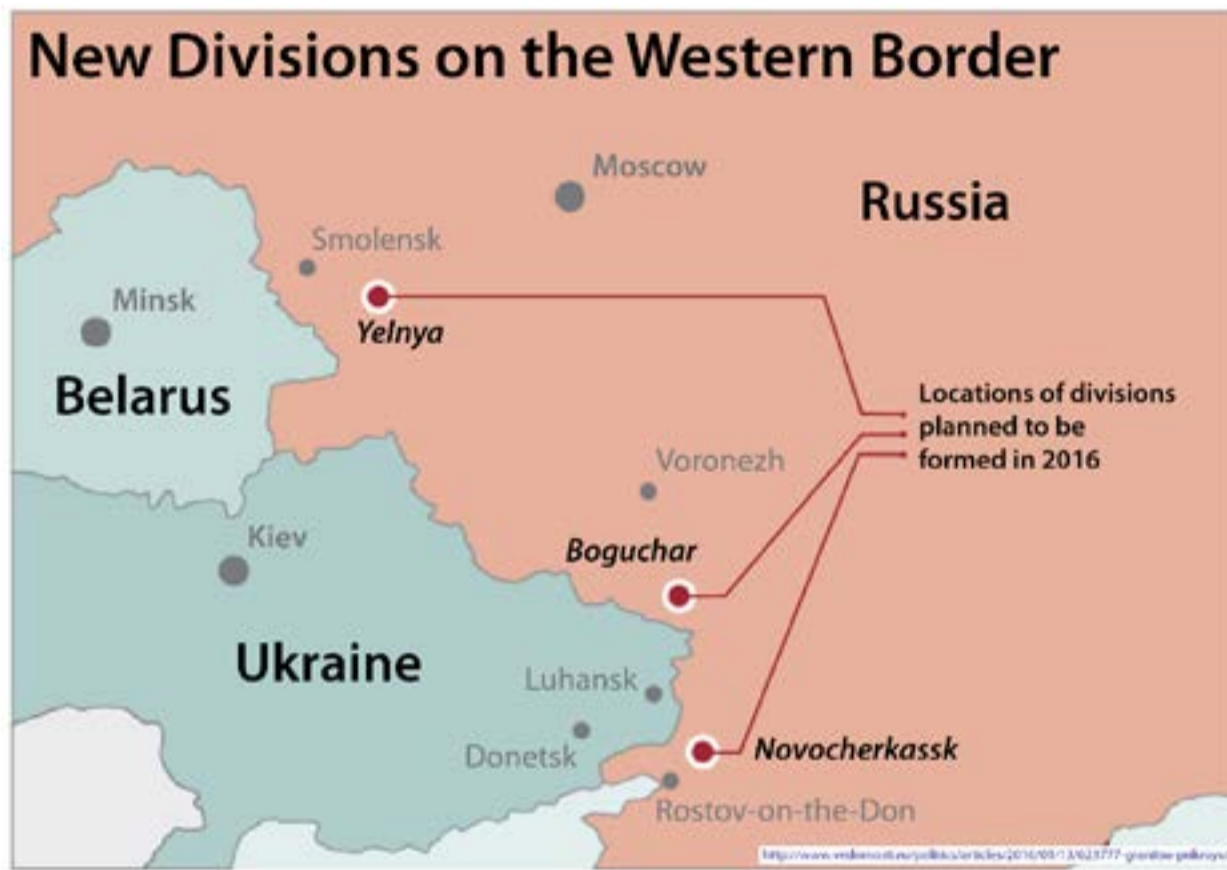 New Divisions on the Western Border
Moscow
Russia
Smolensk
Minsk
Yelnya
Belarus
Locations of divisions
planned to be
formed in 2016
Voronezh
Kiev
Boguchar
Ukraine
Luhansk
Donetsk
Novocherkassk
Rostov-on-the-Don